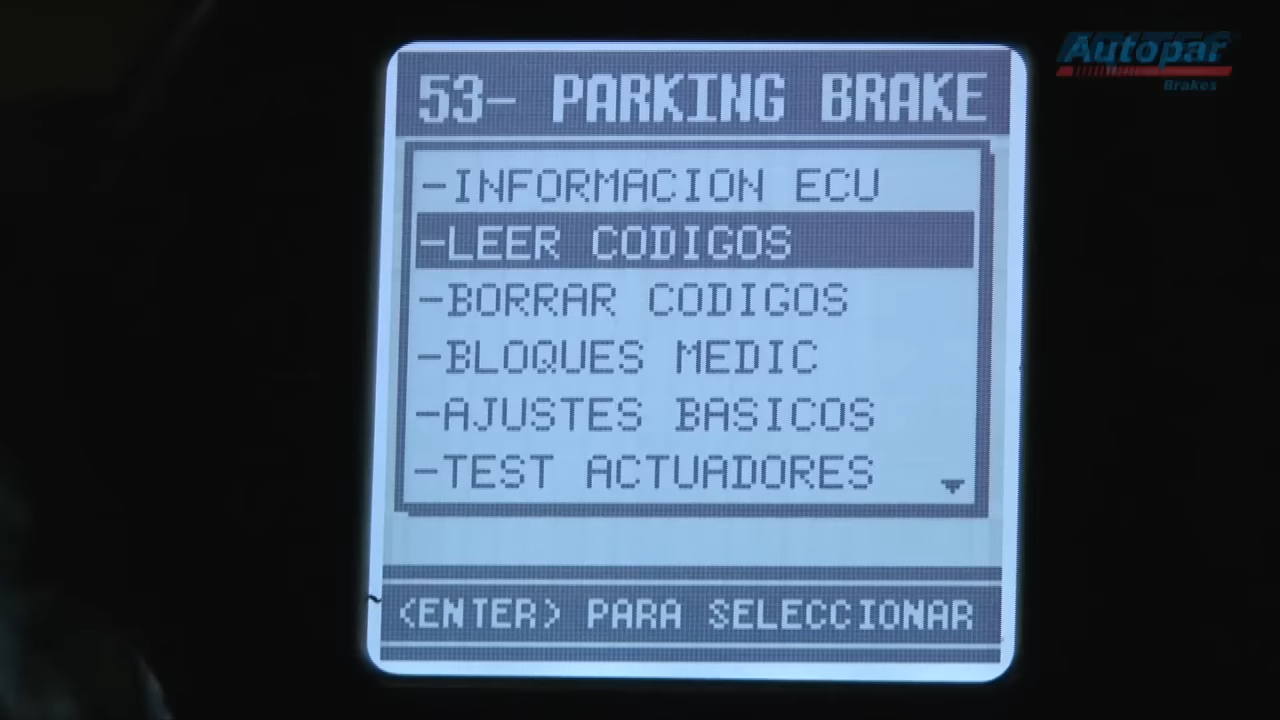 Autopar
Brakes
53- PARKING BRAKE
-INFORMACION ECU
-LEER CODIGOS
-BORRAR CODIGOS
-BLOQUES MEDIC
-AJUSTES BASICOS
-TEST ACTUADORES
<ENTER> PARA SELECCIONAR